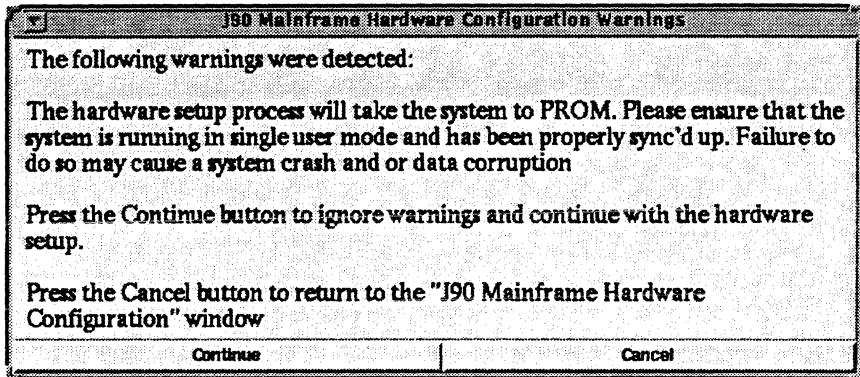 J90 Mainframe Hardware Configuration Warnings
The following warnings were detected:
The hardware setup process will take the system to PROM. Please ensure that the
system is running in single user mode and has been properly sync'd up. Failure to
do so may cause a system crash and or data corruption
Press the Continue button to ignore warnings and continue with the hardware
setup.
Press the Cancel button to return to the "J90 Mainframe Hardware
Configuration" window
Continue
Cancel